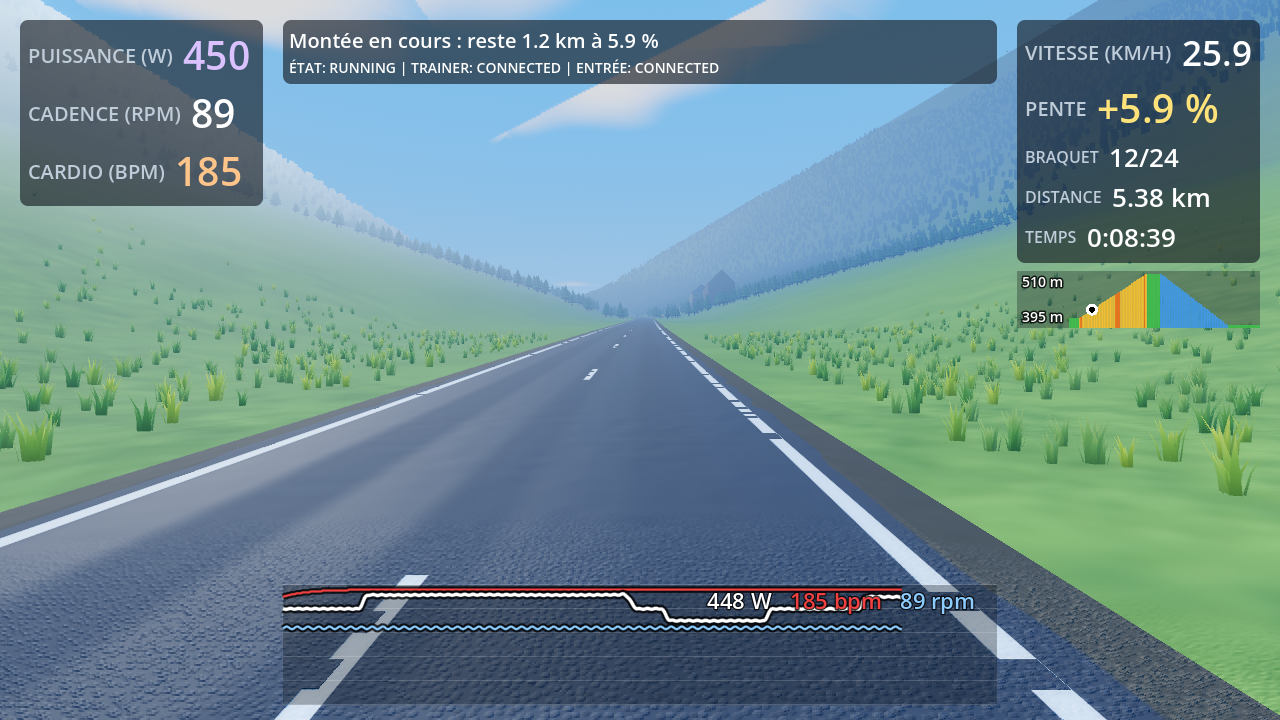 PUISSANCE (W) 450
CADENCE (RPM) 89
CARDIO (BPM) 185
Montée en cours : reste 1.2 km à 5.9 %
ÉTAT: RUNNING | TRAINER: CONNECTED | ENTRÉE: CONNECTED
VITESSE (KM/H) 25.9
PENTE +5.9 %
BRAQUET 12/24
DISTANCE 5.38 km
TEMPS 0:08:39
510 m
395 m
448 W 185 bpm 89 rpm